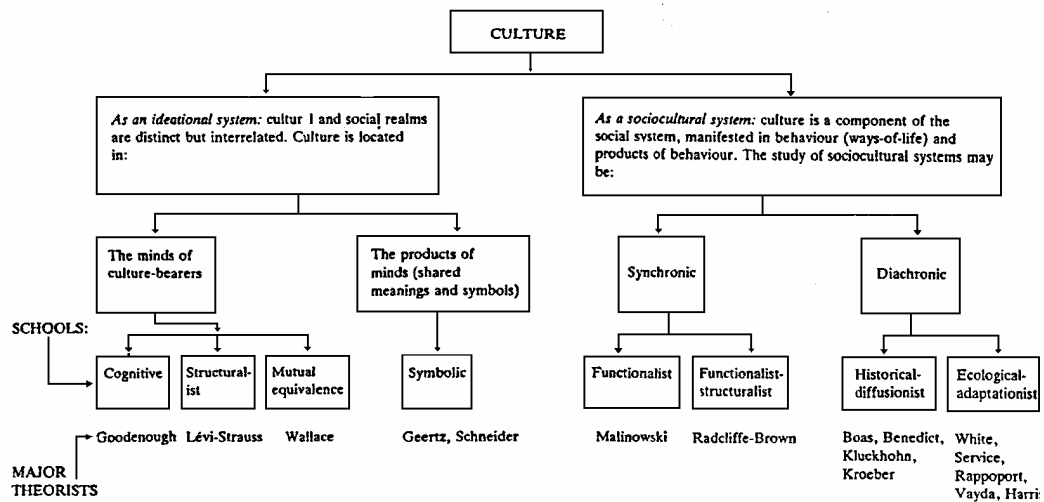 CULTURE
As an ideational system: cultur l and social realms
are distinct but interrelated. Culture is located
in:
As a sociocultural system: culture is a component of the
social system, manifested in behaviour (ways-of-life) and
products of behaviour. The study of sociocultural systems may
be:
The minds of
culture-bearers
The products of
minds (shared
meanings and symbols)
Synchronic
Diachronic
SCHOOLS:
Cognitive
Structural-
ist
Mutual
equivalence
Symbolic
Functionalist
Functionalist-
structuralist
Historical-
diffusionist
Ecological-
adaptationist
Goodenough
Lévi-Strauss
Wallace
Geertz, Schneider
Malinowski
Radcliffe-Brown
Boas, Benedict,
Kluckhohn,
Kroeber
White,
Service,
Rappoport,
Vayda, Harris
MAJOR
THEORISTS